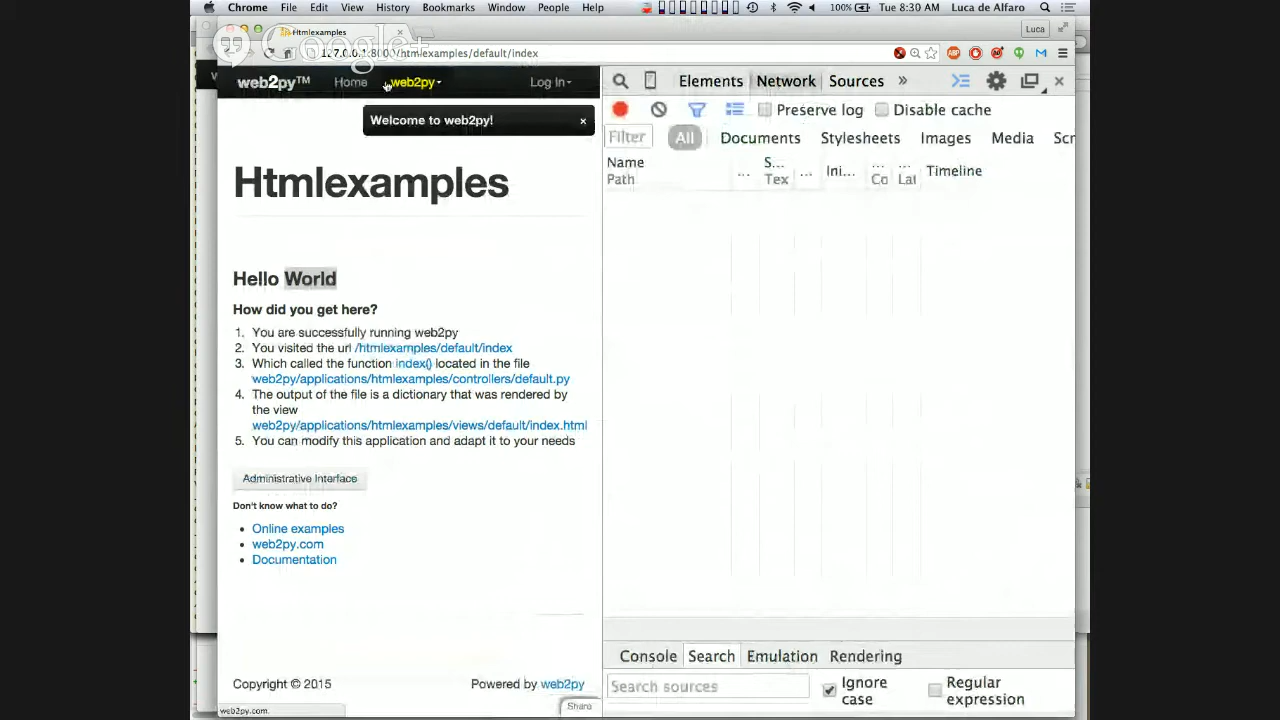 Chrome File Edit View History Bookmarks Window People Help 100% Tue 8:30 AM Luca de Alfaro
Htmlexamples
Luca
Google+
/htmlexamples/default/index
web2py™ Home web2py Log In
Welcome to web2py! ×
Htmlexamples
Hello World
How did you get here?
1. You are successfully running web2py
2. You visited the url /htmlexamples/default/index
3. Which called the function index() located in the file
web2py/applications/htmlexamples/controllers/default.py
4. The output of the file is a dictionary that was rendered by
the view
web2py/applications/htmlexamples/views/default/index.html
5. You can modify this application and adapt it to your needs
Administrative Interface
Don't know what to do?
• Online examples
• web2py.com
• Documentation
Copyright © 2015 Powered by web2py
Share
web2py.com
Elements Network Sources »
Preserve log Disable cache
Filter All Documents Stylesheets Images Media Scr
Name S... Ini... ... ... Timeline
Path ... Tex ... Co Lat
Console Search Emulation Rendering
Search sources Ignore case Regular expression